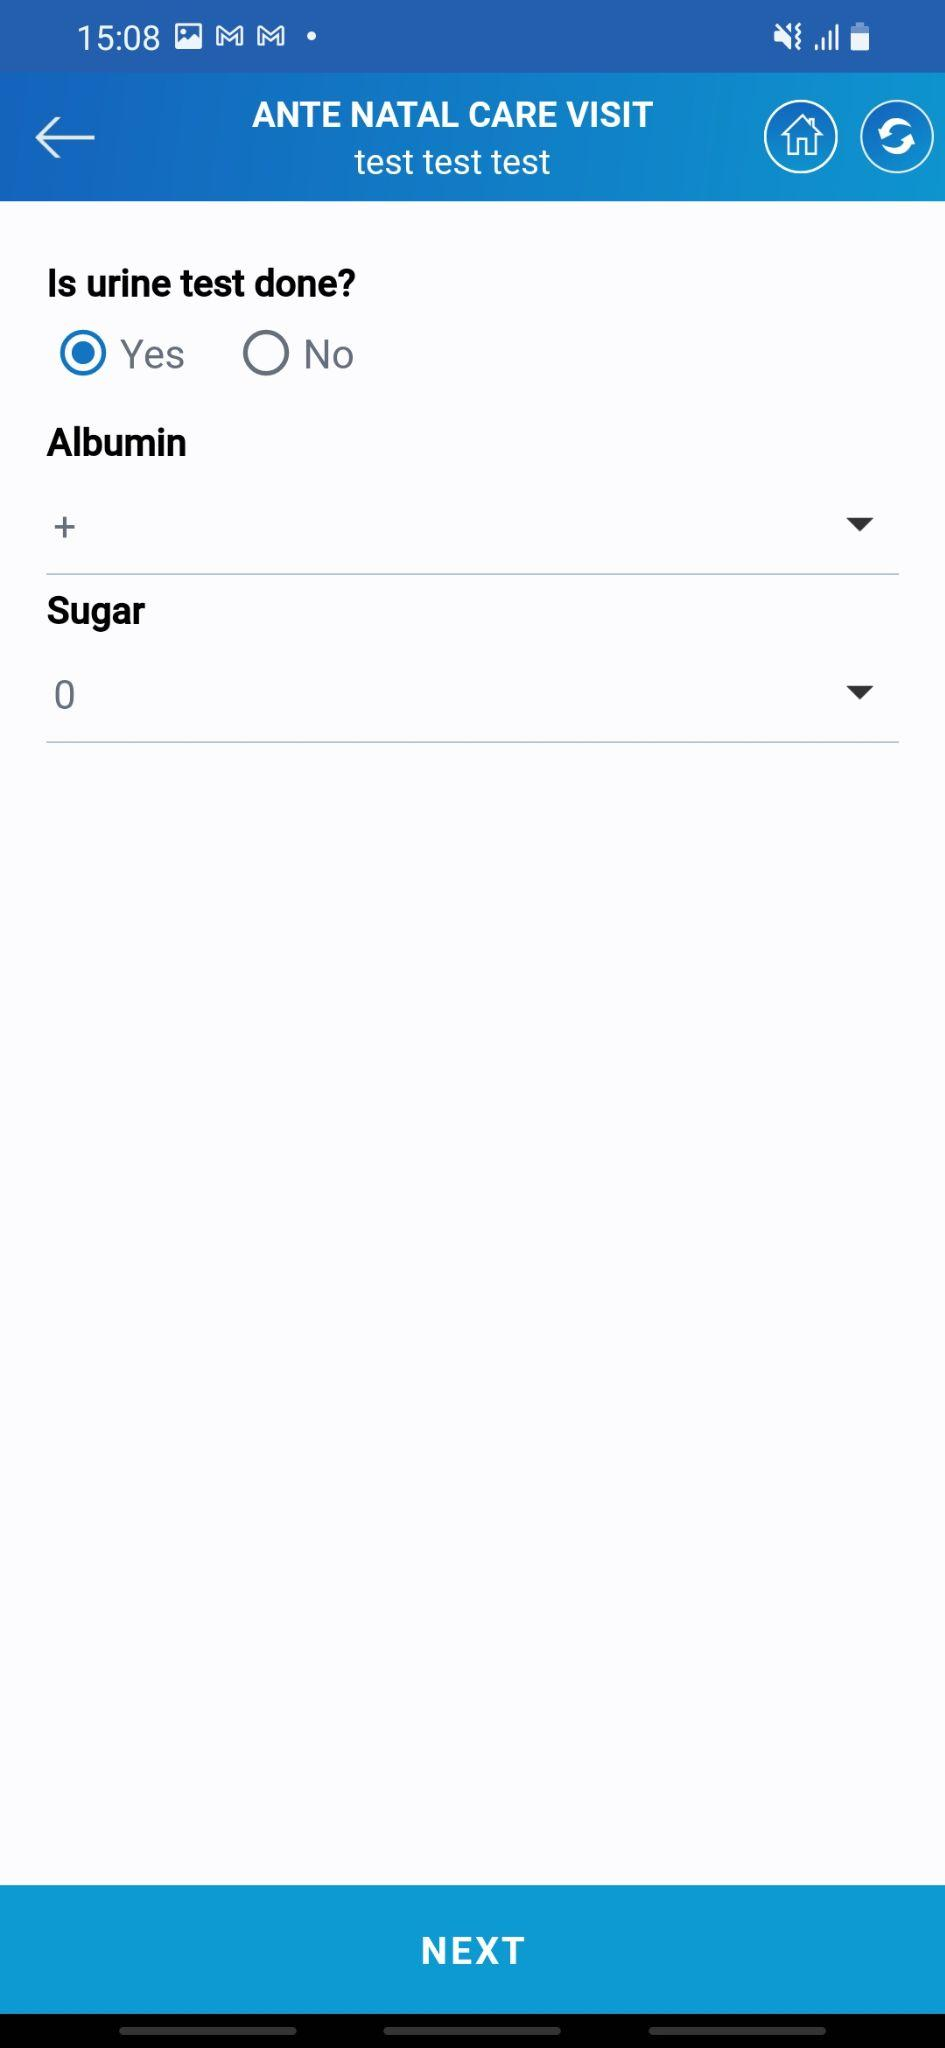 15:08
ANTE NATAL CARE VISIT
test test test
Is urine test done?
Yes No
Albumin
+
Sugar
0
NEXT